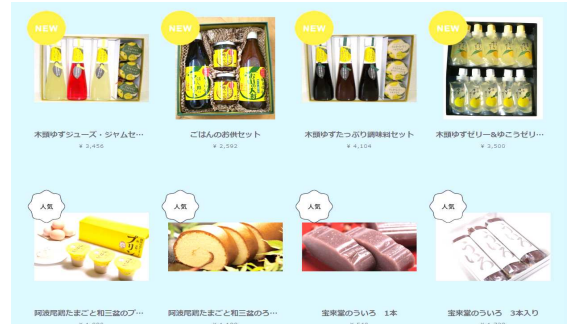 NEW
NEW
NEW
NEW
木頭ゆずジューズ・ジャムセ…
ごはんのお供セット
木頭ゆずたっぷり調味料セット
木頭ゆずゼリー&ゆこうゼリ…
¥ 3,456
¥ 2,592
¥ 4,104
¥ 3,500
人気
人気
人気
人気
阿波尾鶏たまごと和三盆のプ…
阿波尾鶏たまごと和三盆のろ…
宝来堂のういろ 1本
宝来堂のういろ 3本入り